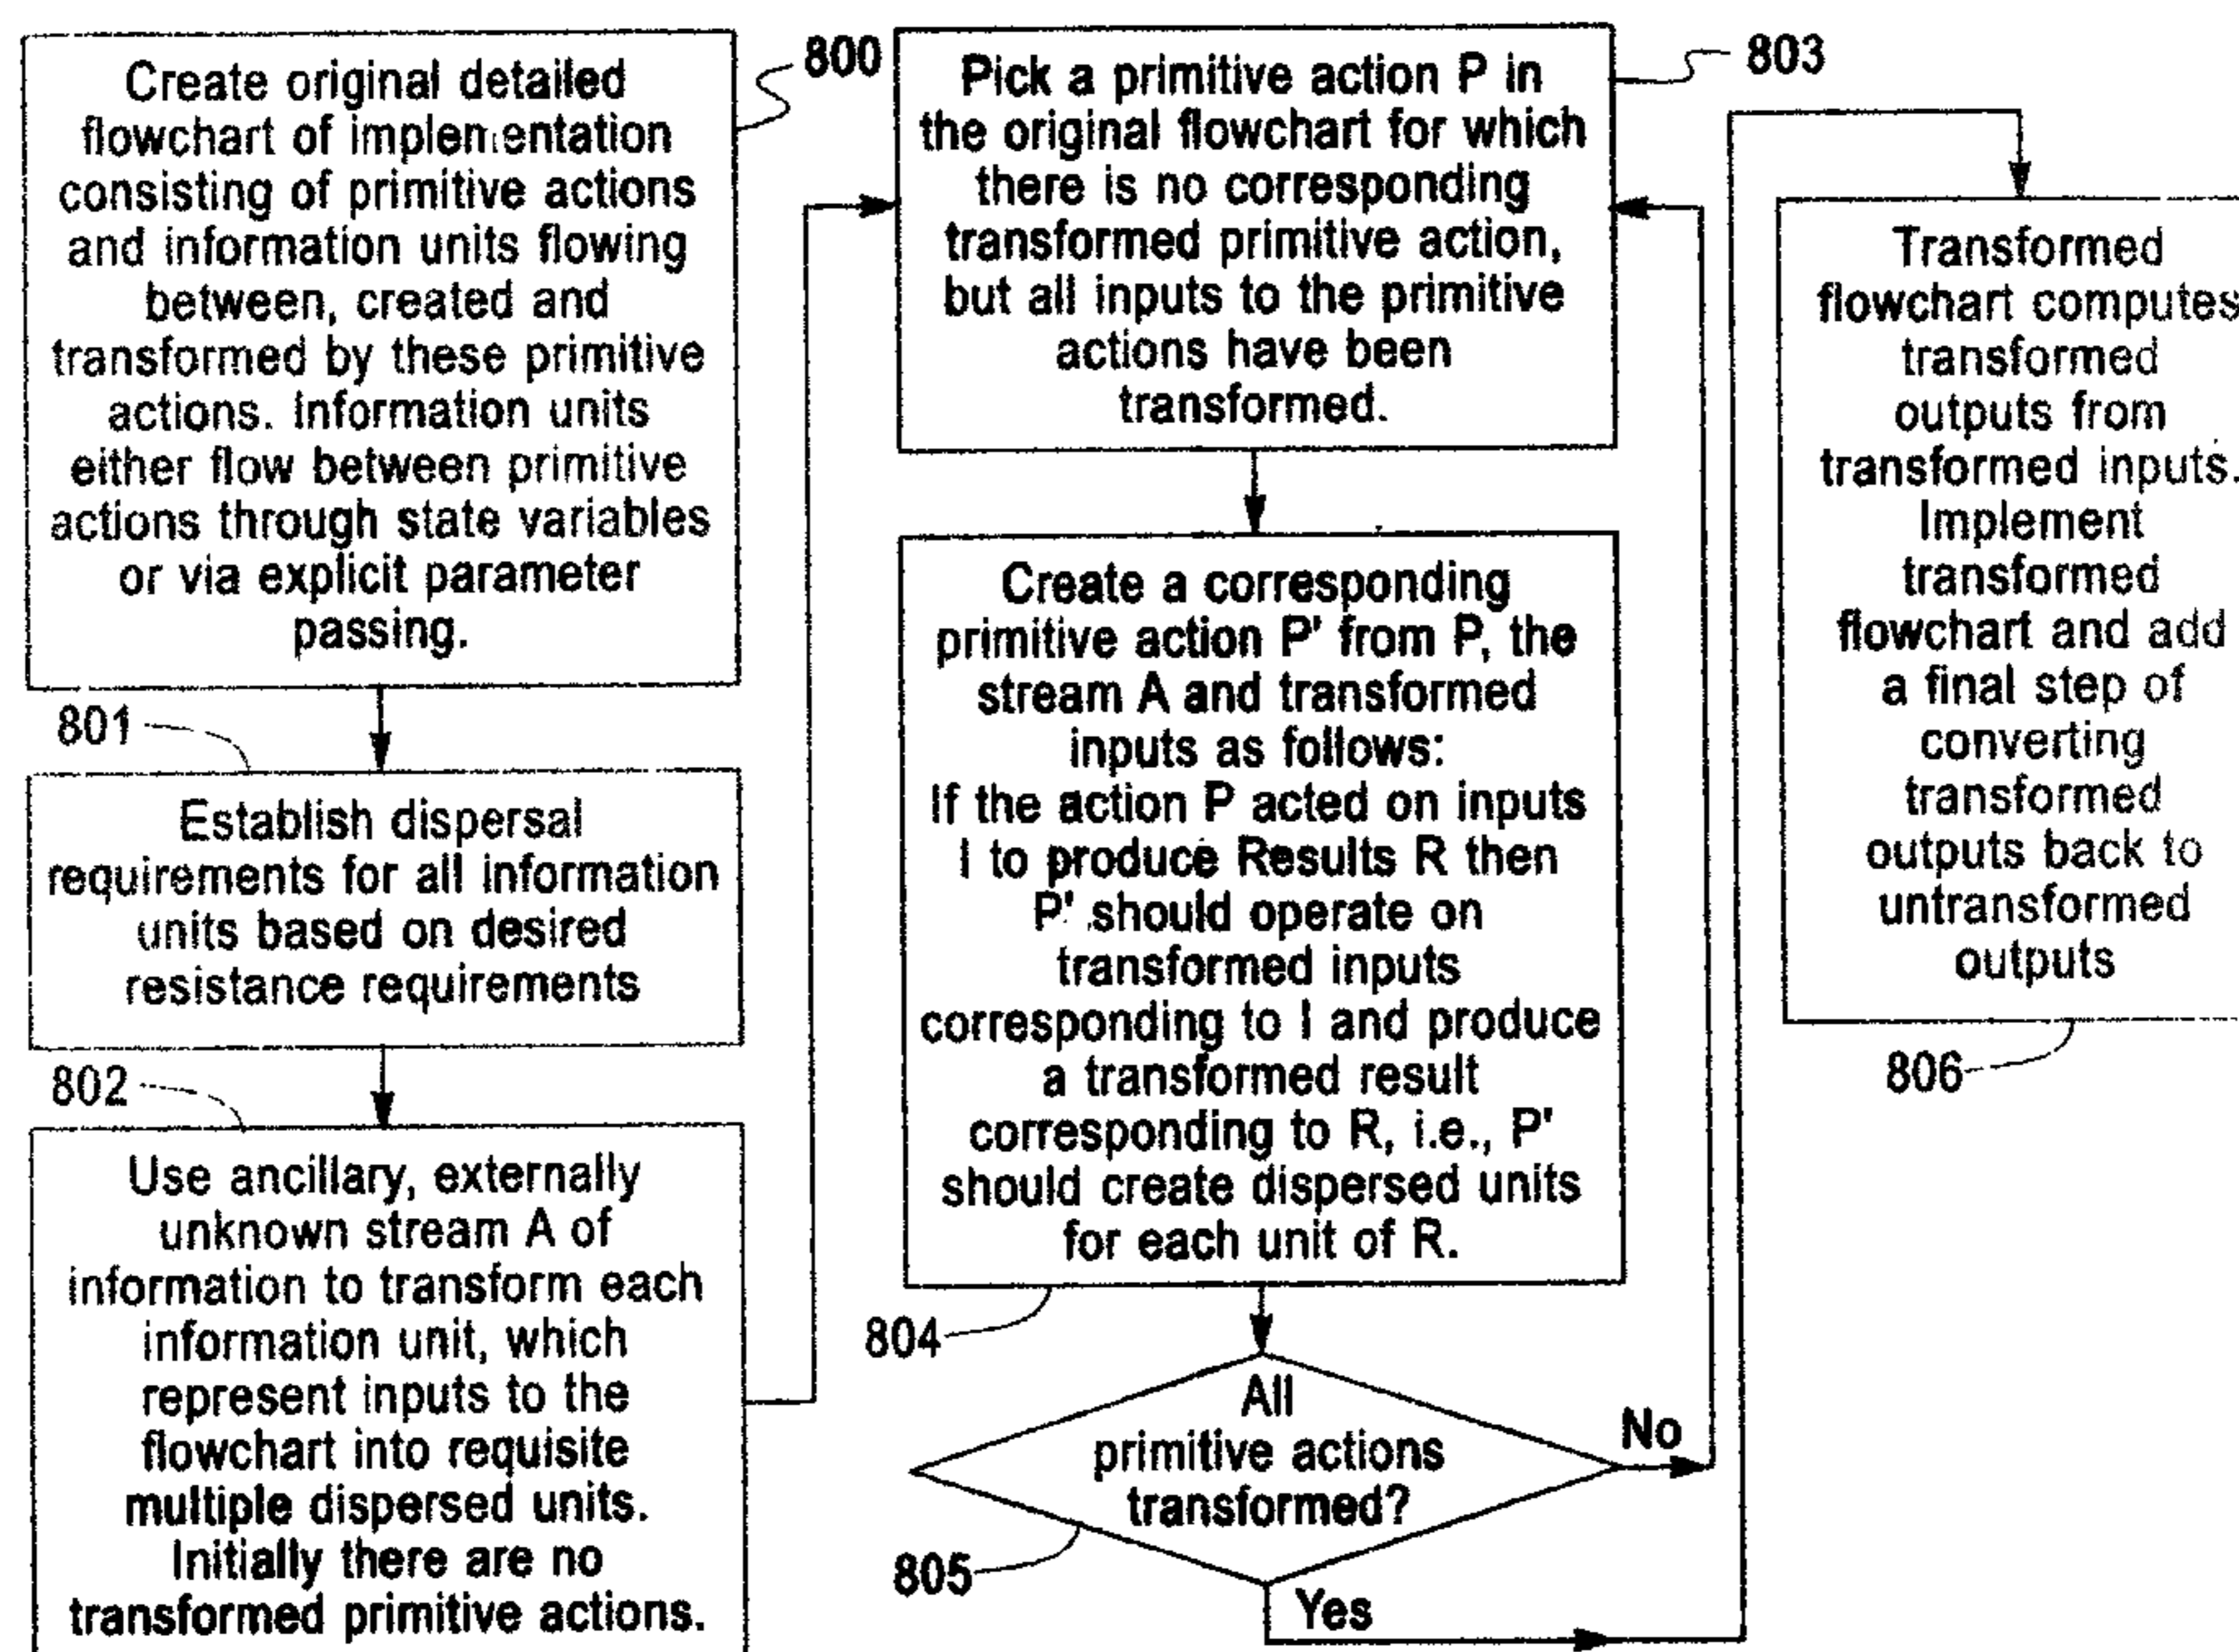 Create original detailed
flowchart of implementation
consisting of primitive actions
and information units flowing
between, created and
transformed by these primitive
actions. Information units
either flow between primitive
actions through state variables
or via explicit parameter
passing.
800
801
Establish dispersal
requirements for all information
units based on desired
resistance requirements
802
Use ancillary, externally
unknown stream A of
information to transform each
information unit, which
represent inputs to the
flowchart into requisite
multiple dispersed units.
Initially there are no
transformed primitive actions.
Pick a primitive action P in
the original flowchart for which
there is no corresponding
transformed primitive action,
but all inputs to the primitive
actions have been
transformed.
803
Create a corresponding
primitive action P' from P, the
stream A and transformed
inputs as follows:
If the action P acted on inputs
I to produce Results R then
P' should operate on
transformed inputs
corresponding to I and produce
a transformed result
corresponding to R, i.e., P'
should create dispersed units
for each unit of R.
804
All
primitive actions
transformed?
No
805
Yes
Transformed
flowchart computes
transformed
outputs from
transformed inputs.
Implement
transformed
flowchart and add
a final step of
converting
transformed
outputs back to
untransformed
outputs
806